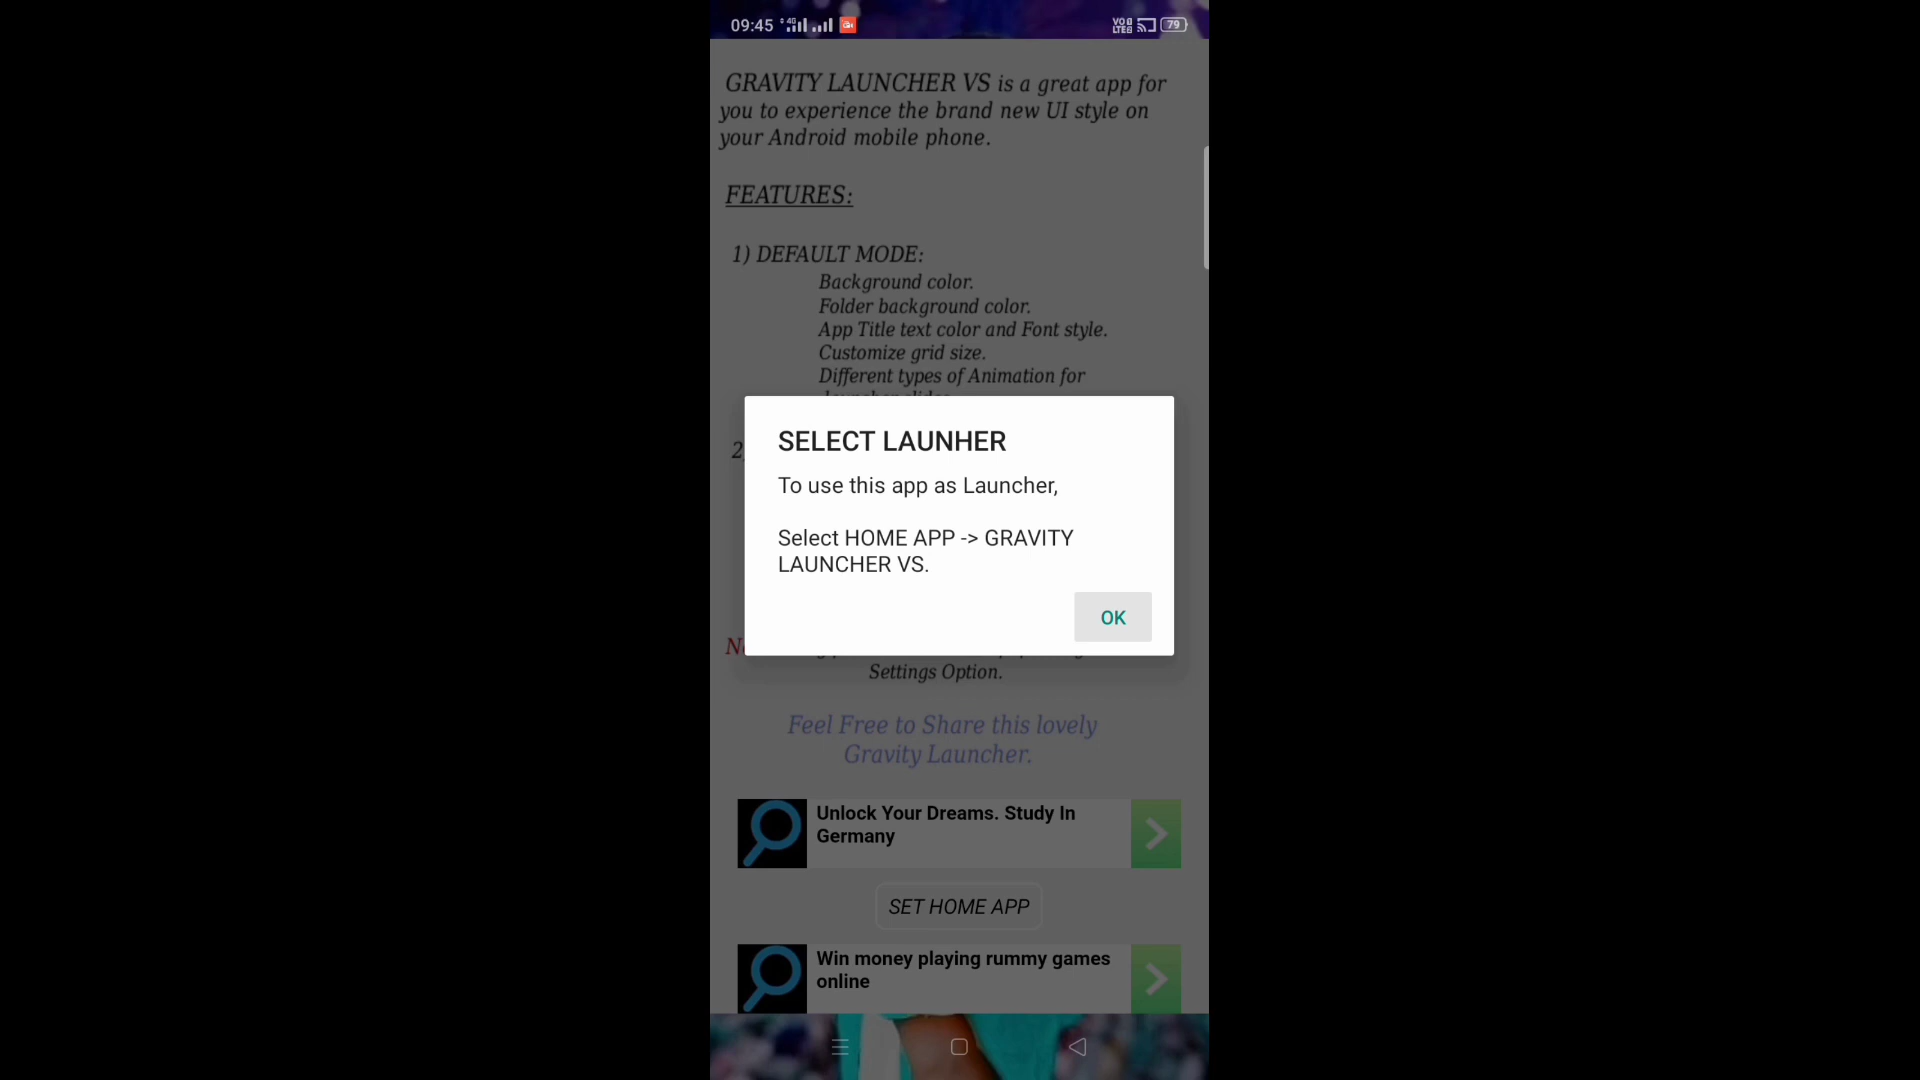 09:45 4G VO LTE 79
GRAVITY LAUNCHER VS is a great app for
you to experience the brand new UI style on
your Android mobile phone.
FEATURES:
1) DEFAULT MODE:
Background color.
Folder background color.
App Title text color and Font style.
Customize grid size.
Different types of Animation for
SELECT LAUNHER
To use this app as Launcher,
Select HOME APP -> GRAVITY
LAUNCHER VS.
OK
Settings Option.
Feel Free to Share this lovely
Gravity Launcher.
Unlock Your Dreams. Study In
Germany
SET HOME APP
Win money playing rummy games
online